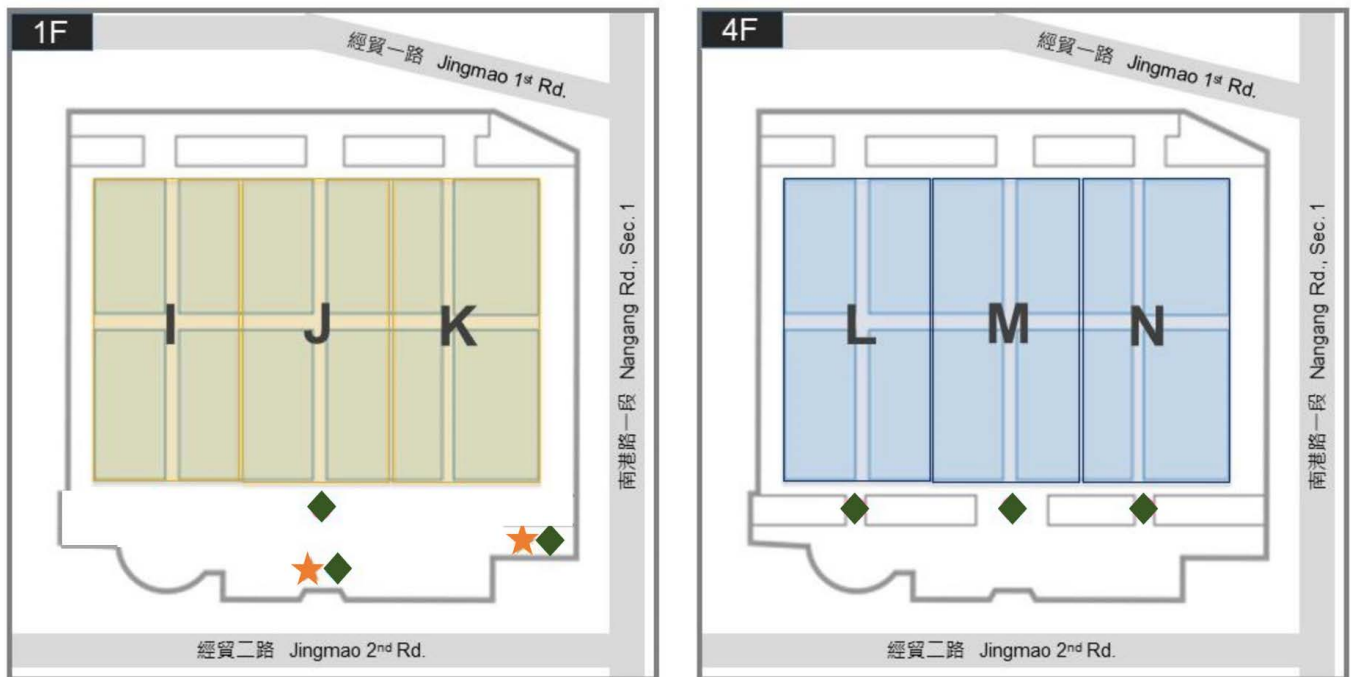 1F
經貿一路 Jingmao 1st Rd.
I
J
K
南港路一段 Nangang Rd., Sec. 1
經貿二路 Jingmao 2nd Rd.
4F
經貿一路 Jingmao 1st Rd.
L
M
N
南港路一段 Nangang Rd., Sec. 1
經貿二路 Jingmao 2nd Rd.